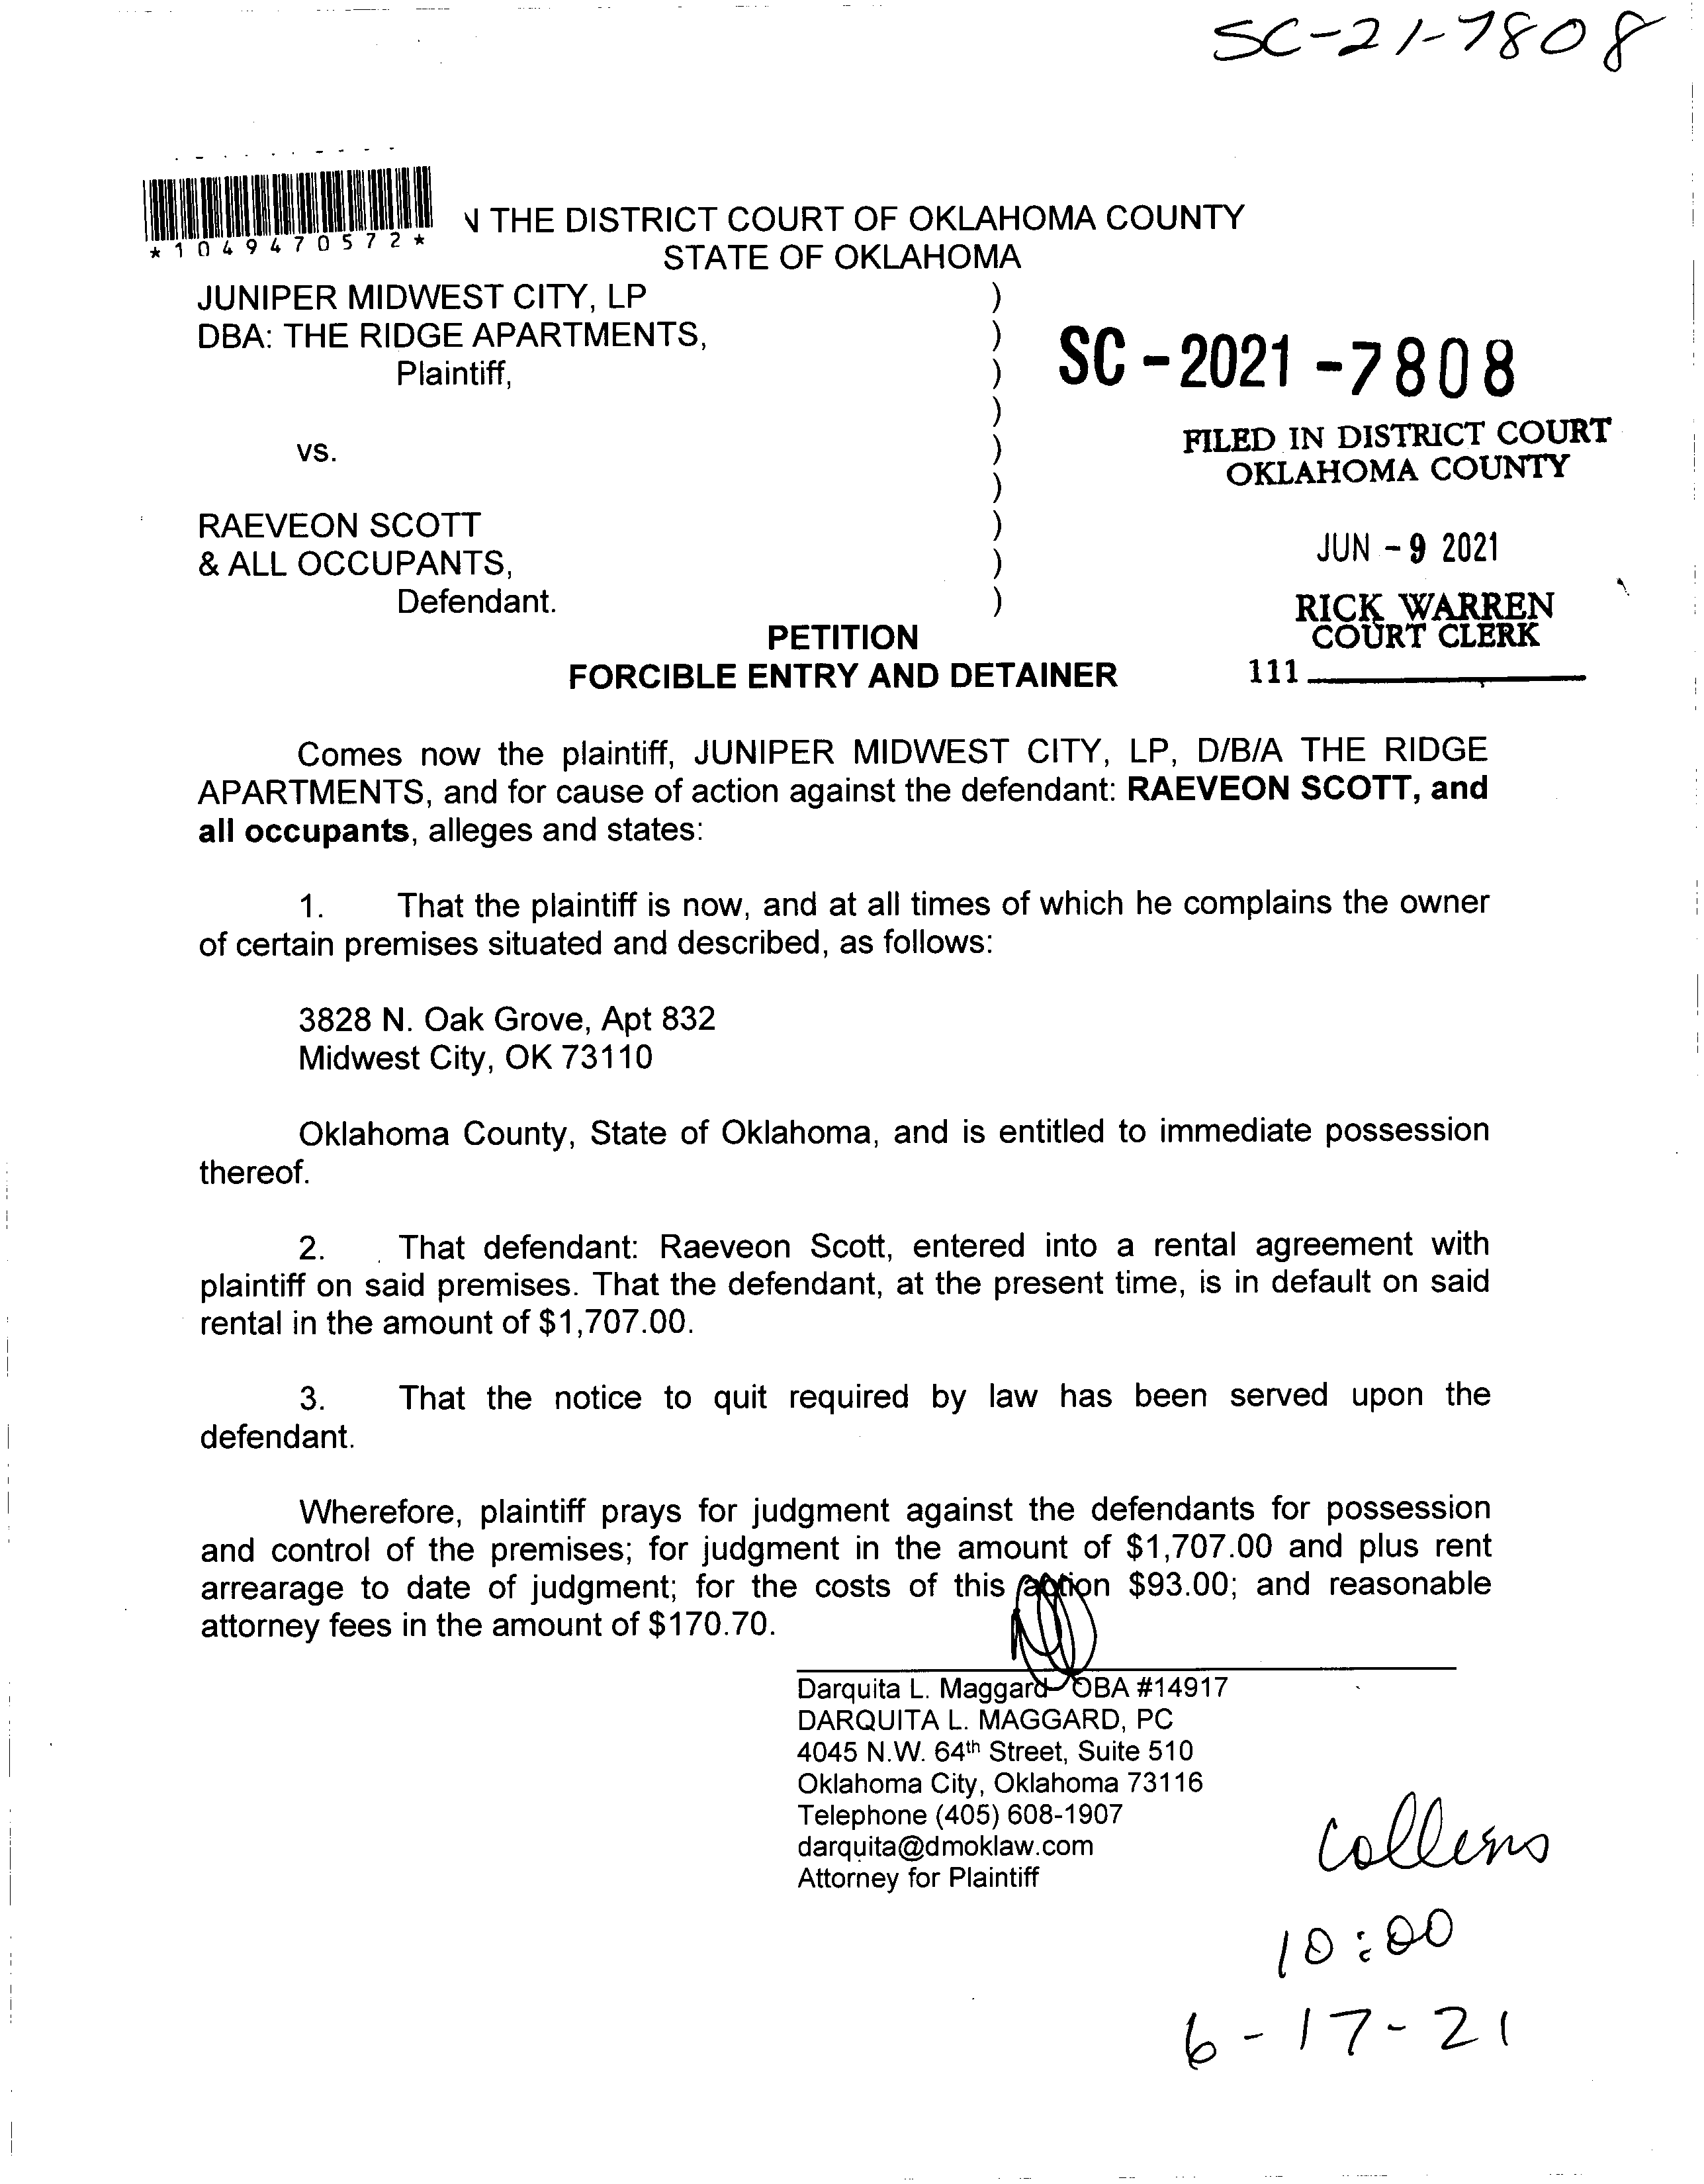 SC-21-7808
*1049470572*
N THE DISTRICT COURT OF OKLAHOMA COUNTY
STATE OF OKLAHOMA
JUNIPER MIDWEST CITY, LP )
DBA: THE RIDGE APARTMENTS, )
Plaintiff, )
)
vs. )
)
RAEVEON SCOTT )
& ALL OCCUPANTS, )
Defendant. )
SC-2021-7808
FILED IN DISTRICT COURT
OKLAHOMA COUNTY
JUN -9 2021
RICK WARREN
COURT CLERK
111
PETITION
FORCIBLE ENTRY AND DETAINER
Comes now the plaintiff, JUNIPER MIDWEST CITY, LP, D/B/A THE RIDGE
APARTMENTS, and for cause of action against the defendant: RAEVEON SCOTT, and
all occupants, alleges and states:
1. That the plaintiff is now, and at all times of which he complains the owner
of certain premises situated and described, as follows:
3828 N. Oak Grove, Apt 832
Midwest City, OK 73110
Oklahoma County, State of Oklahoma, and is entitled to immediate possession
thereof.
2. That defendant: Raeveon Scott, entered into a rental agreement with
plaintiff on said premises. That the defendant, at the present time, is in default on said
rental in the amount of $1,707.00.
3. That the notice to quit required by law has been served upon the
defendant.
Wherefore, plaintiff prays for judgment against the defendants for possession
and control of the premises; for judgment in the amount of $1,707.00 and plus rent
arrearage to date of judgment; for the costs of this action $93.00; and reasonable
attorney fees in the amount of $170.70.
Darquita L. Maggard OBA #14917
DARQUITA L. MAGGARD, PC
4045 N.W. 64th Street, Suite 510
Oklahoma City, Oklahoma 73116
Telephone (405) 608-1907
darquita@dmoklaw.com
Attorney for Plaintiff
Collins
10:00
6-17-21